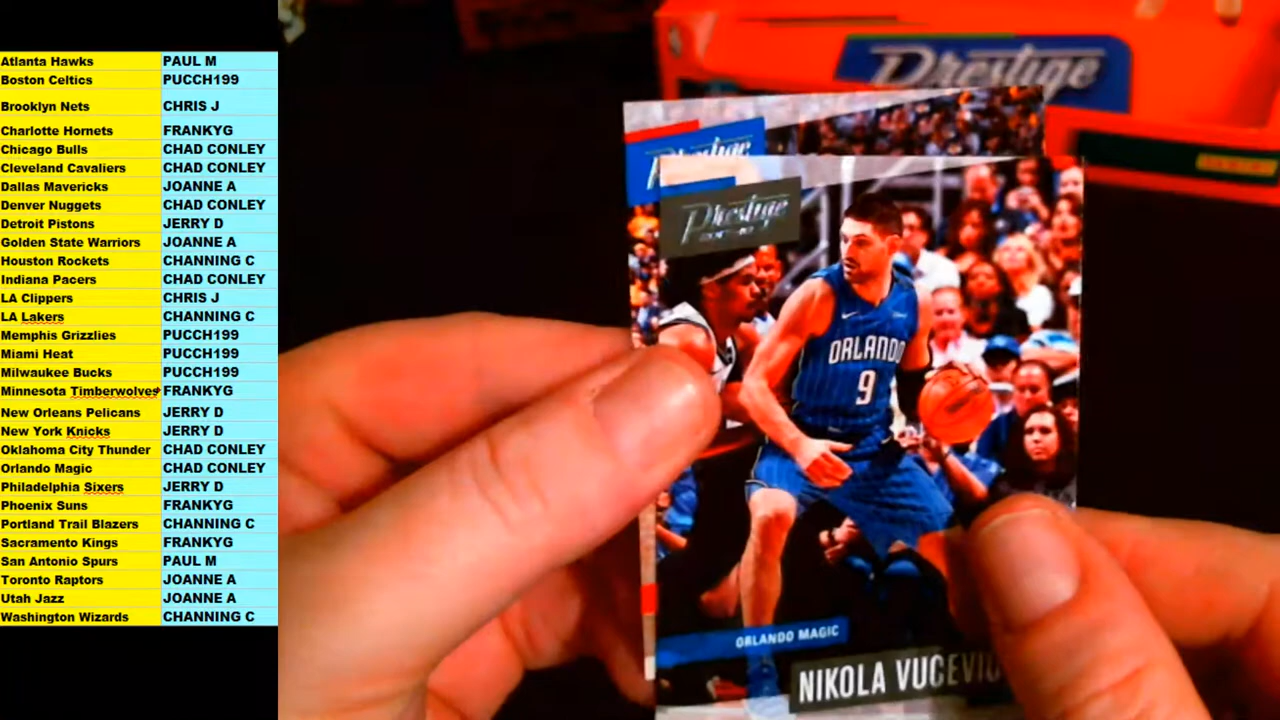 Atlanta Hawks PAUL M
Boston Celtics PUCCH199
Brooklyn Nets CHRIS J
Charlotte Hornets FRANKYG
Chicago Bulls CHAD CONLEY
Cleveland Cavaliers CHAD CONLEY
Dallas Mavericks JOANNE A
Denver Nuggets CHAD CONLEY
Detroit Pistons JERRY D
Golden State Warriors JOANNE A
Houston Rockets CHANNING C
Indiana Pacers CHAD CONLEY
LA Clippers CHRIS J
LA Lakers CHANNING C
Memphis Grizzlies PUCCH199
Miami Heat PUCCH199
Milwaukee Bucks PUCCH199
Minnesota Timberwolves FRANKYG
New Orleans Pelicans JERRY D
New York Knicks JERRY D
Oklahoma City Thunder CHAD CONLEY
Orlando Magic CHAD CONLEY
Philadelphia Sixers JERRY D
Phoenix Suns FRANKYG
Portland Trail Blazers CHANNING C
Sacramento Kings FRANKYG
San Antonio Spurs PAUL M
Toronto Raptors JOANNE A
Utah Jazz JOANNE A
Washington Wizards CHANNING C
Prestige
Prestige
Prestige
ORLANDO
9
ORLANDO MAGIC
NIKOLA VUCEVIC